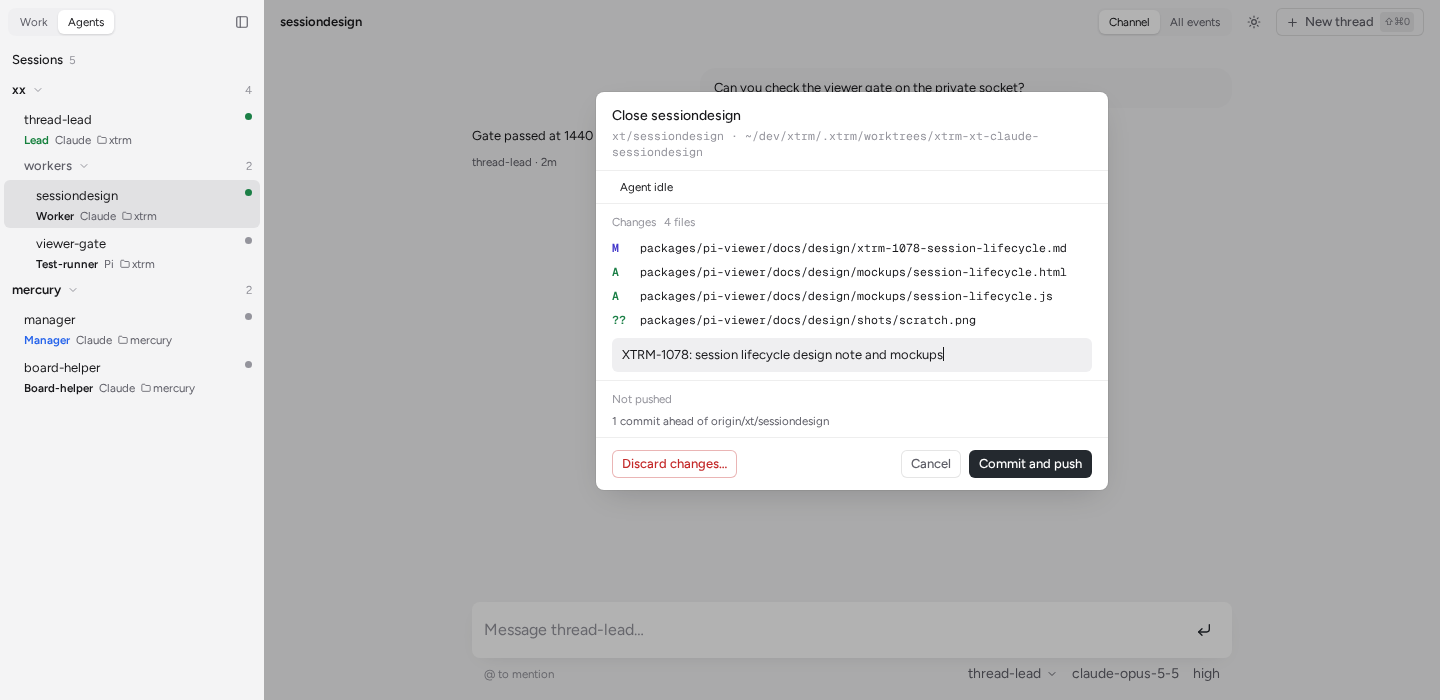 Work
Agents
Sessions 5
xx 4
thread-lead
Lead Claude xtrm
workers 2
sessiondesign
Worker Claude xtrm
viewer-gate
Test-runner Pi xtrm
mercury 2
manager
Manager Claude mercury
board-helper
Board-helper Claude mercury
sessiondesign
Channel
All events
New thread ⇧⌘O
Can you check the viewer gate on the private socket?
Gate passed at 1440
thread-lead · 2m
Close sessiondesign
xt/sessiondesign · ~/dev/xtrm/.xtrm/worktrees/xtrm-xt-claude-
sessiondesign
Agent idle
Changes 4 files
M packages/pi-viewer/docs/design/xtrm-1078-session-lifecycle.md
A packages/pi-viewer/docs/design/mockups/session-lifecycle.html
A packages/pi-viewer/docs/design/mockups/session-lifecycle.js
?? packages/pi-viewer/docs/design/shots/scratch.png
XTRM-1078: session lifecycle design note and mockups
Not pushed
1 commit ahead of origin/xt/sessiondesign
Discard changes…
Cancel
Commit and push
Message thread-lead…
@ to mention
thread-lead
claude-opus-5-5
high